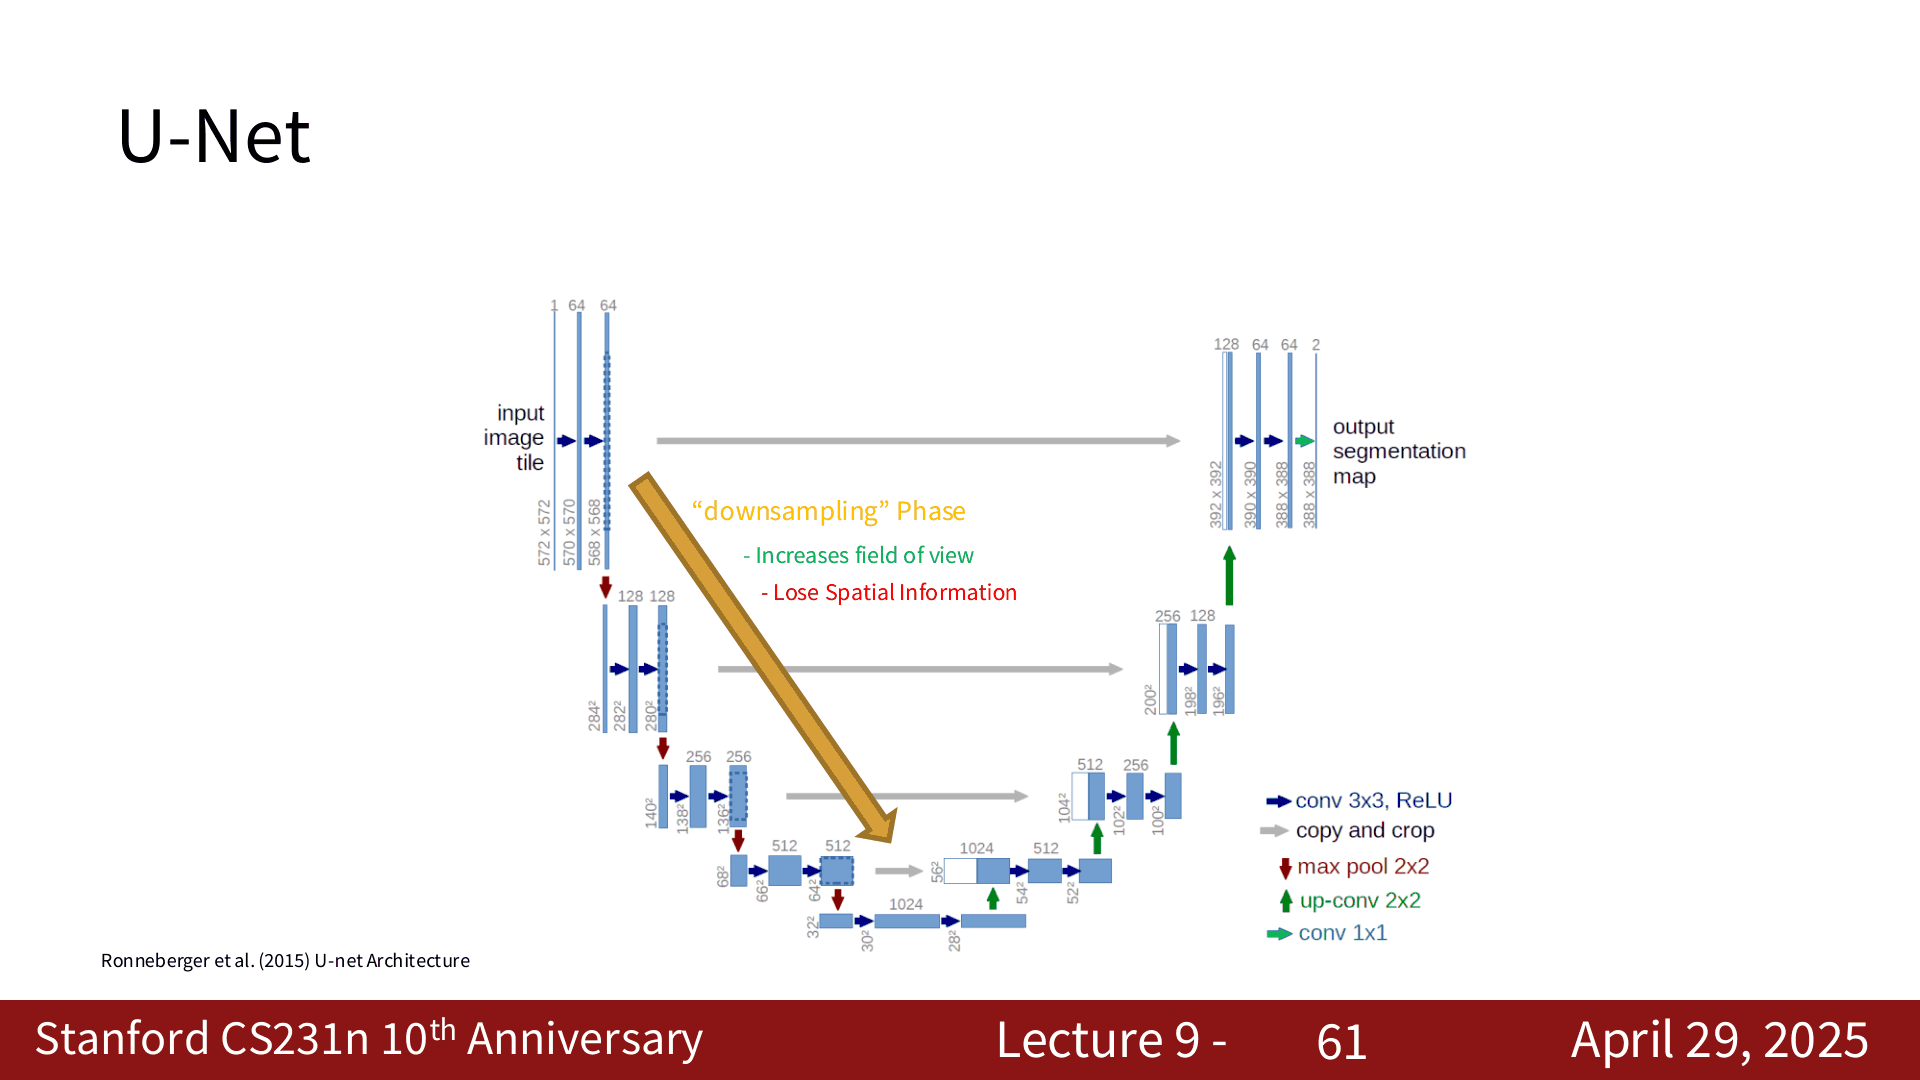 U-Net
1 64 64
128 64 64 2
input
image
tile
output
segmentation
map
572 x 572
570 x 570
568 x 568
392 x 392
390 x 390
388 x 388
388 x 388
“downsampling” Phase
- Increases field of view
- Lose Spatial Information
128 128
256 128
284²
282²
280²
200²
198²
196²
256 256
512 256
140²
138²
136²
104²
102²
100²
512 512
1024 512
68²
66²
64²
56²
54²
52²
1024
32²
30²
28²
conv 3x3, ReLU
copy and crop
max pool 2x2
up-conv 2x2
conv 1x1
Ronneberger et al. (2015) U-net Architecture
Stanford CS231n 10th Anniversary
Lecture 9 - 61
April 29, 2025